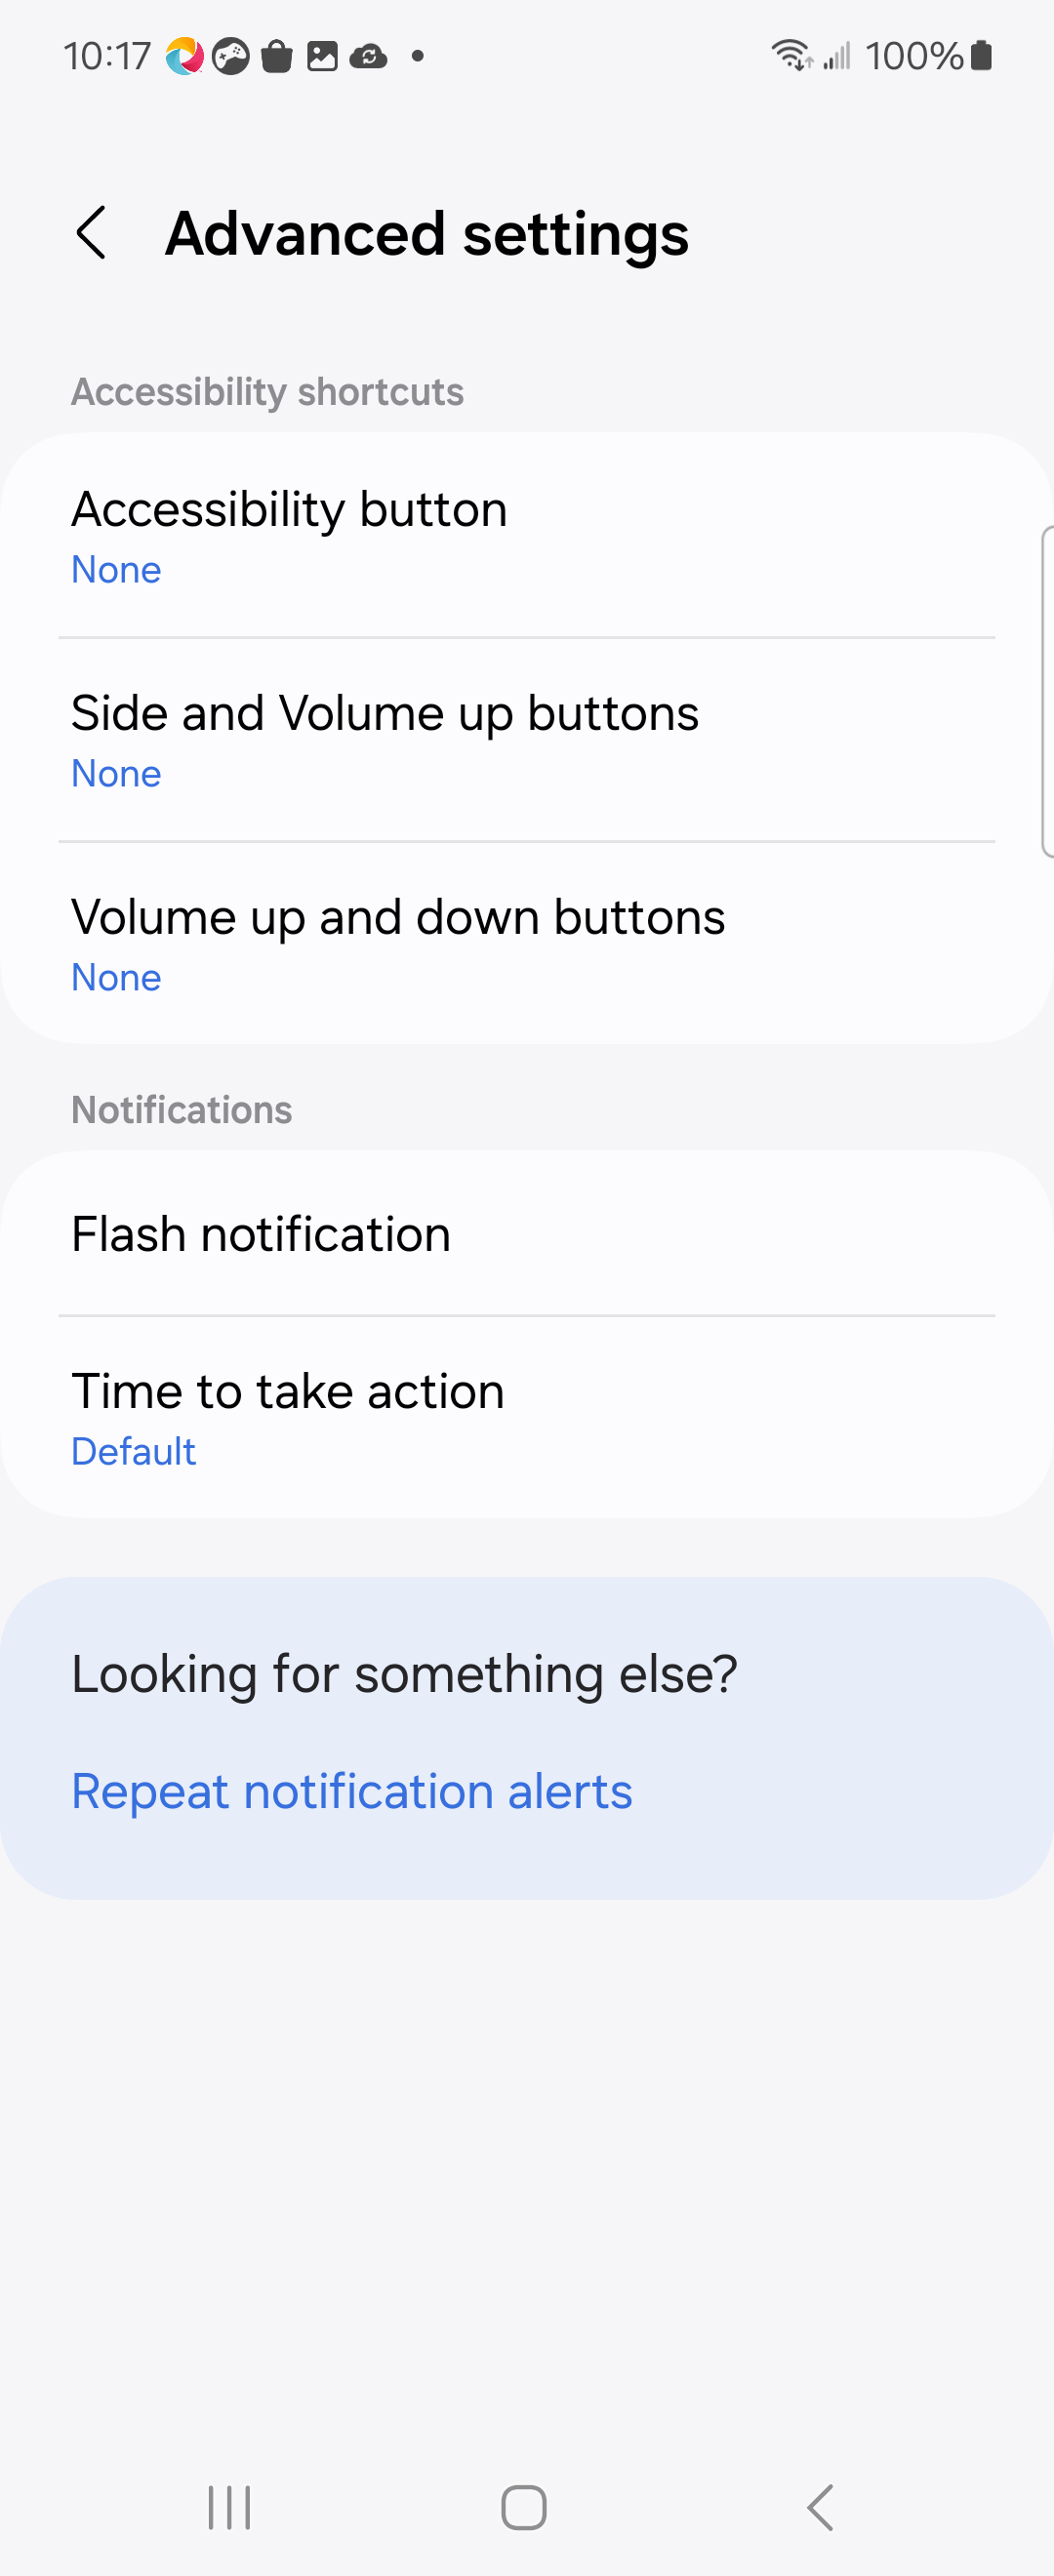 10:17 100%
Advanced settings
Accessibility shortcuts
Accessibility button
None
Side and Volume up buttons
None
Volume up and down buttons
None
Notifications
Flash notification
Time to take action
Default
Looking for something else?
Repeat notification alerts